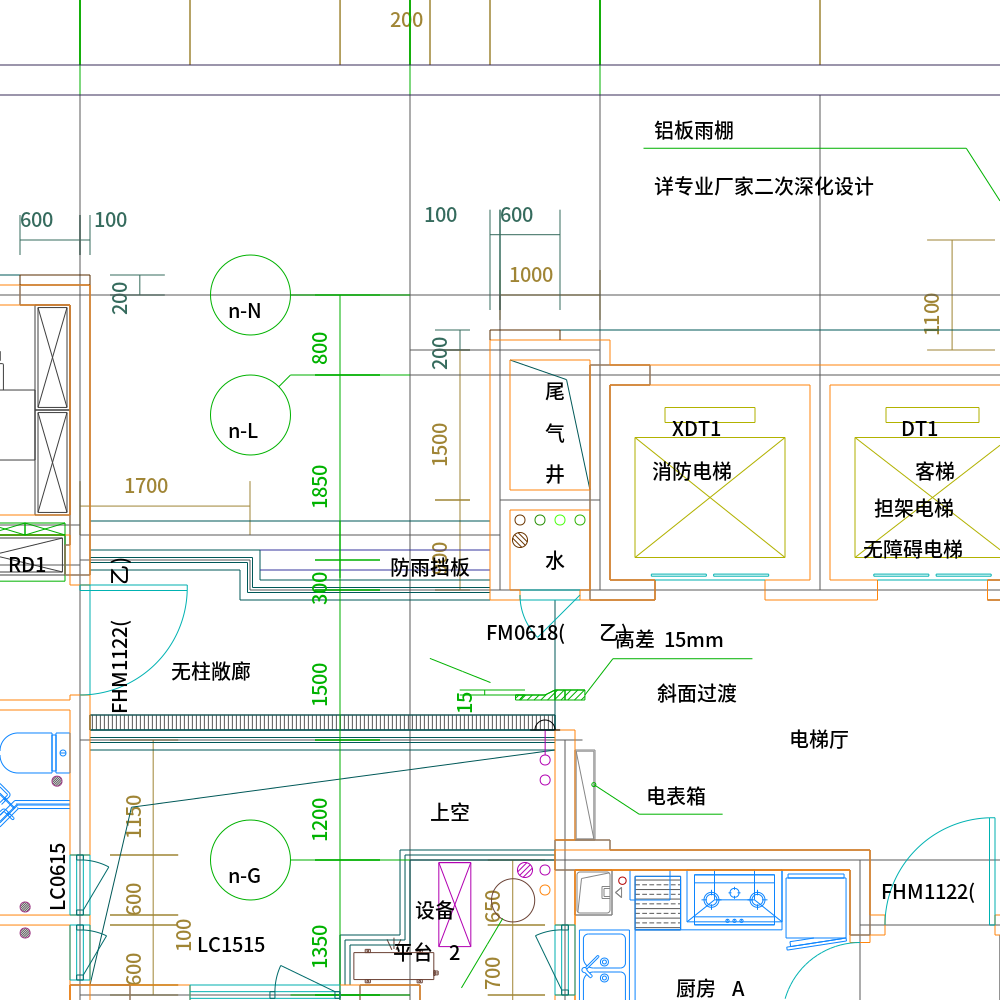 200
铝板雨棚
详专业厂家二次深化设计
600
100
100
600
1000
200
n-N
1100
800
200
尾
气
井
n-L
XDT1
DT1
消防电梯
客梯
1500
1700
1850
担架电梯
无障碍电梯
RD1
(乙)
防雨挡板
水
300
FHM1122(
FM0618(
乙)
高差 15mm
无柱敞廊
1500
15
斜面过渡
电梯厅
1150
上空
1200
电表箱
LC0615
n-G
FHM1122(
600
650
设备
100
LC1515
1350
平台 2
600
700
厨房 A